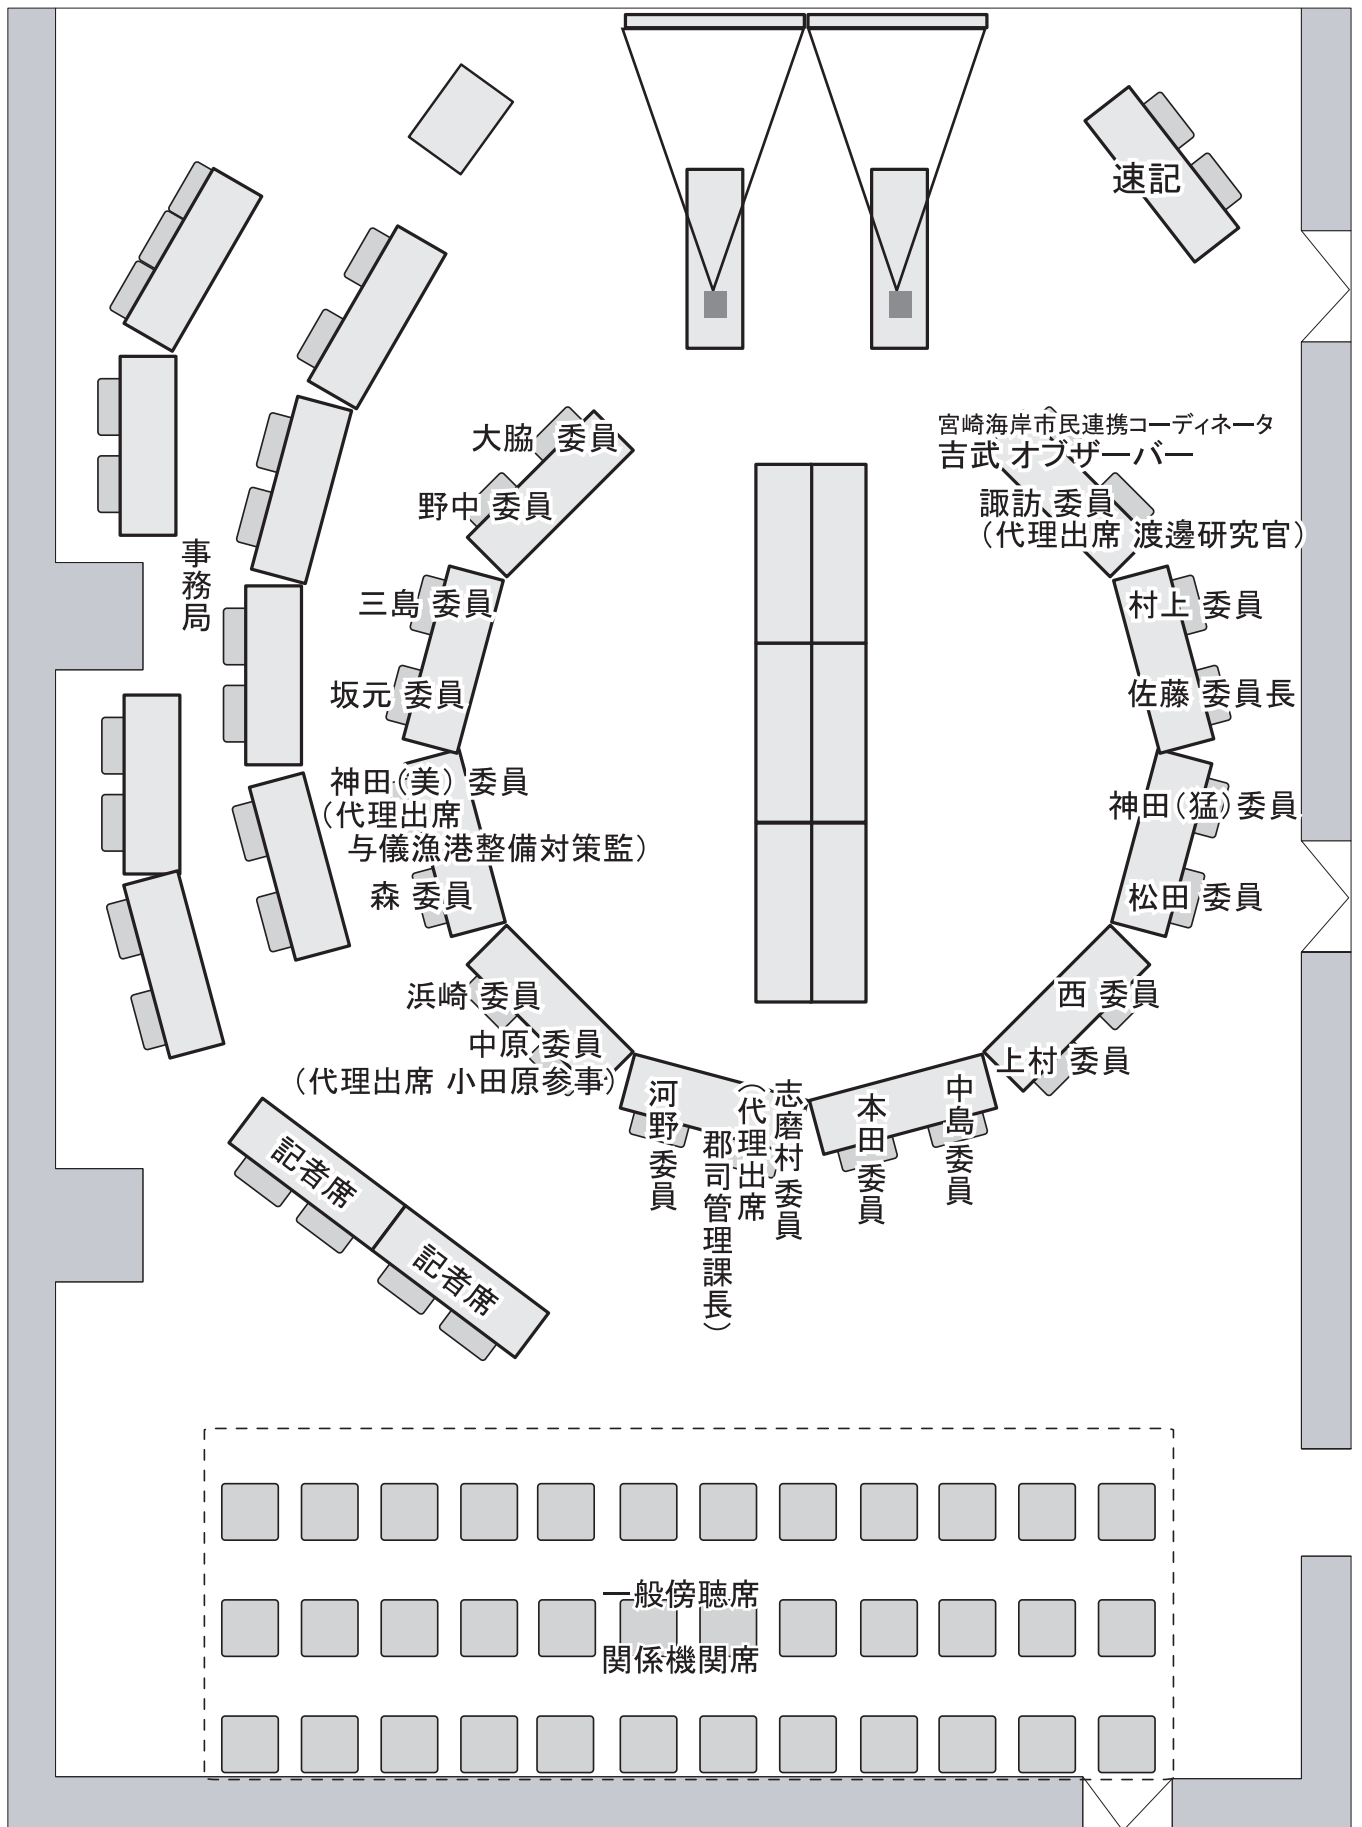 速記
宮崎海岸市民連携コーディネータ
吉武 オブザーバー
大脇 委員
野中 委員
諏訪 委員
（代理出席 渡邊研究官）
事務局
三島 委員
村上 委員
坂元 委員
佐藤 委員長
神田（美）委員
（代理出席
与儀漁港整備対策監）
神田（猛）委員
森 委員
松田 委員
浜崎 委員
西 委員
中原 委員
（代理出席 小田原参事）
上村 委員
河野 委員
志磨村 委員
（代理出席
郡司管理課長）
本田 委員
中島 委員
記者席
記者席
一般傍聴席
関係機関席